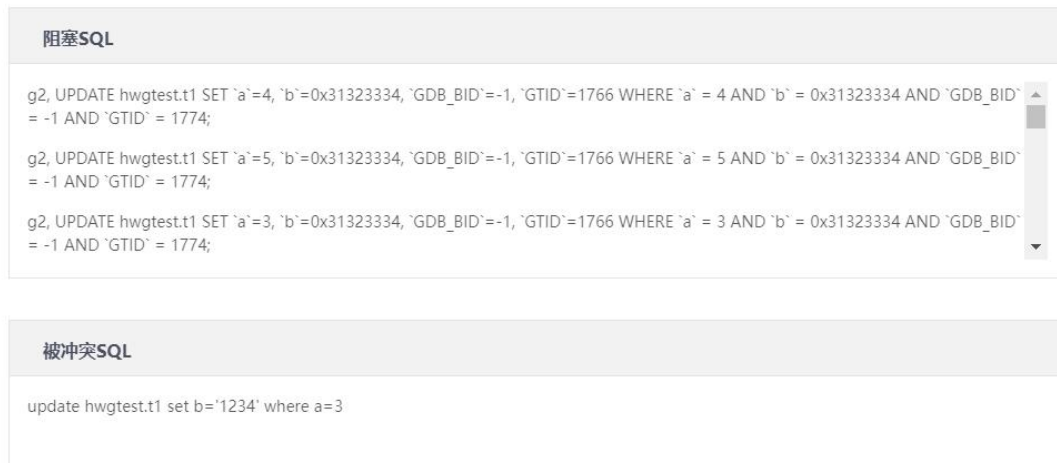 阻塞SQL
g2, UPDATE hwgtest.t1 SET `a`=4, `b`=0x31323334, `GDB_BID`=-1, `GTID`=1766 WHERE `a` = 4 AND `b` = 0x31323334 AND `GDB_BID`
= -1 AND `GTID` = 1774;
g2, UPDATE hwgtest.t1 SET `a`=5, `b`=0x31323334, `GDB_BID`=-1, `GTID`=1766 WHERE `a` = 5 AND `b` = 0x31323334 AND `GDB_BID`
= -1 AND `GTID` = 1774;
g2, UPDATE hwgtest.t1 SET `a`=3, `b`=0x31323334, `GDB_BID`=-1, `GTID`=1766 WHERE `a` = 3 AND `b` = 0x31323334 AND `GDB_BID`
= -1 AND `GTID` = 1774;
被冲突SQL
update hwgtest.t1 set b='1234' where a=3